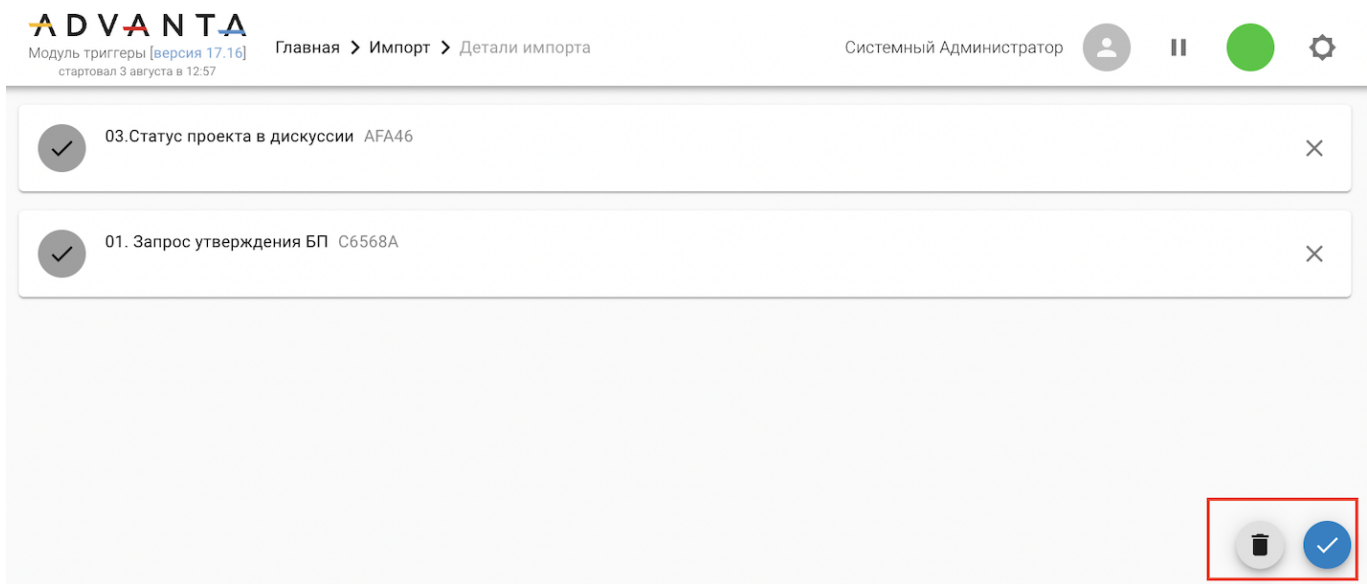 ADVANTA
Модуль триггеры [версия 17.16]
стартовал 3 августа в 12:57
Главная > Импорт > Детали импорта
Системный Администратор
03.Статус проекта в дискуссии AFA46
01. Запрос утверждения БП C6568A